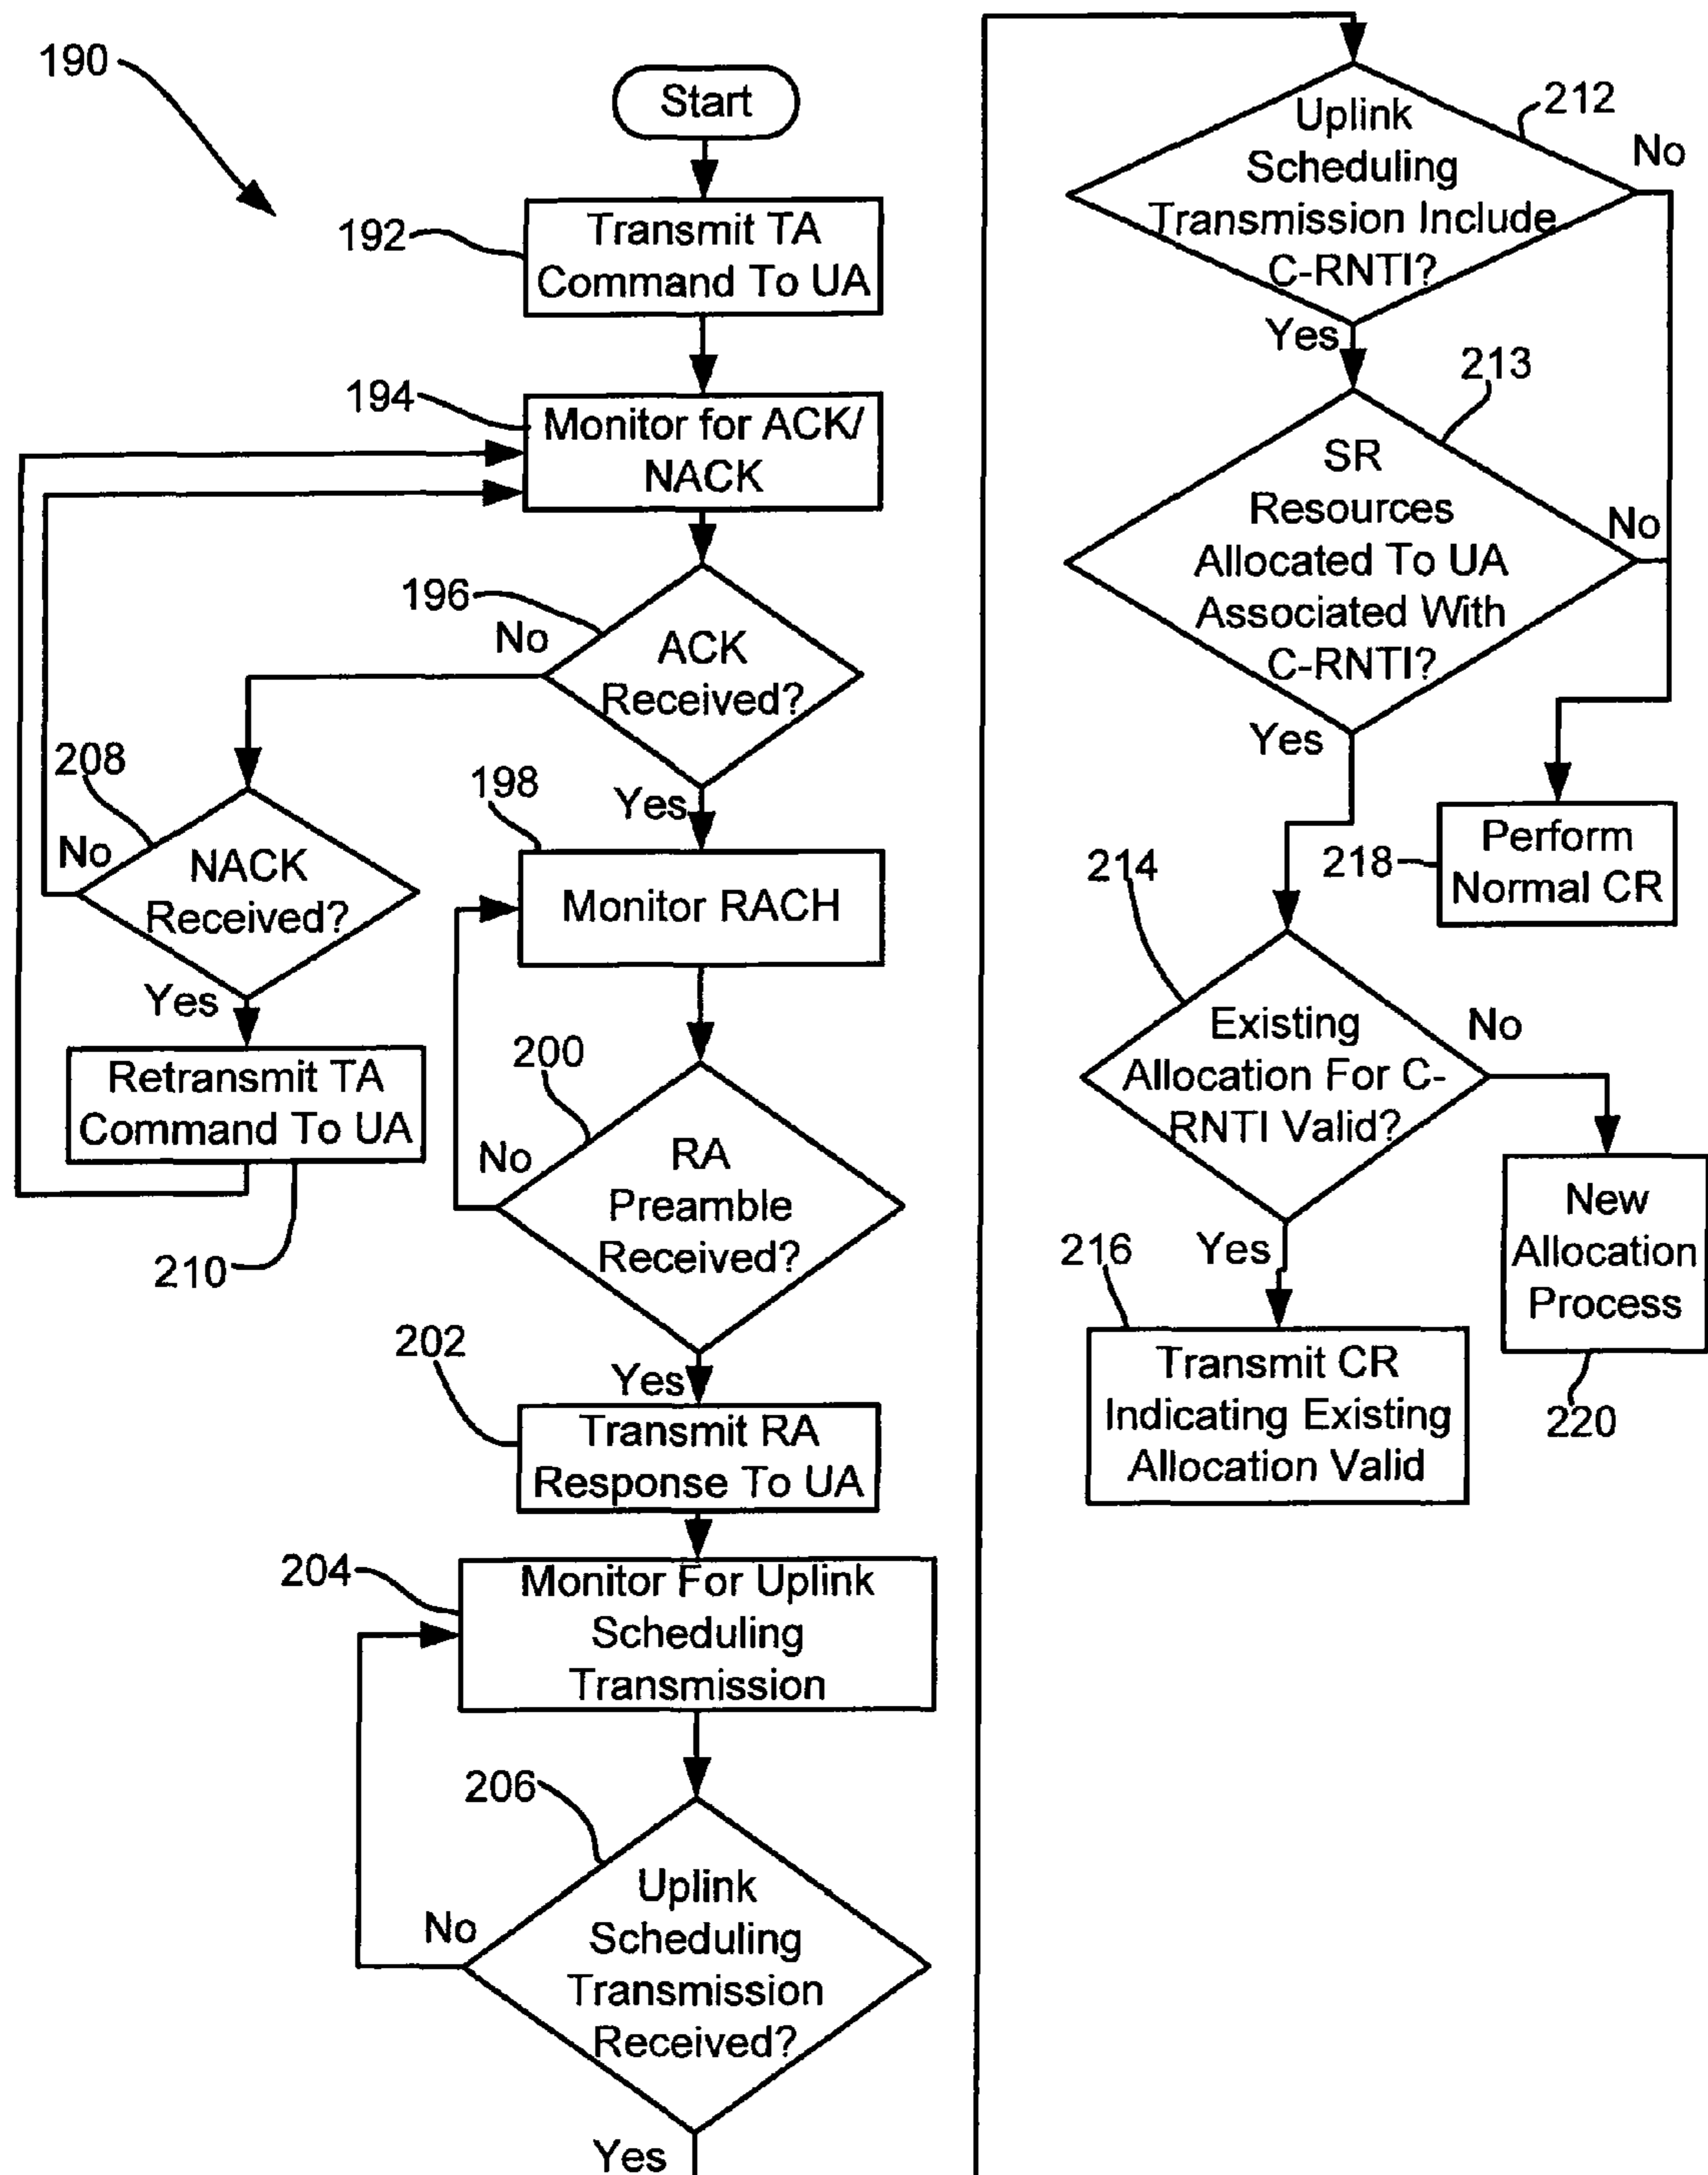 190
Start
192
Transmit TA
Command To UA
194
Monitor for ACK/
NACK
196
No
ACK
Received?
Yes
208
No
NACK
Received?
Yes
Retransmit TA
Command To UA
210
198
Monitor RACH
200
No
RA
Preamble
Received?
Yes
202
Transmit RA
Response To UA
204
Monitor For Uplink
Scheduling
Transmission
206
No
Uplink
Scheduling
Transmission
Received?
Yes
212
No
Uplink
Scheduling
Transmission Include
C-RNTI?
Yes
213
No
SR
Resources
Allocated To UA
Associated With
C-RNTI?
Yes
218
Perform
Normal CR
214
No
Existing
Allocation For C-
RNTI Valid?
Yes
216
Transmit CR
Indicating Existing
Allocation Valid
New
Allocation
Process
220